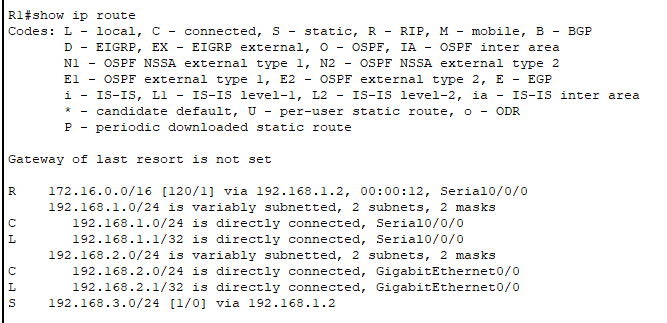 R1#show ip route
Codes: L - local, C - connected, S - static, R - RIP, M - mobile, B - BGP
D - EIGRP, EX - EIGRP external, O - OSPF, IA - OSPF inter area
N1 - OSPF NSSA external type 1, N2 - OSPF NSSA external type 2
E1 - OSPF external type 1, E2 - OSPF external type 2, E - EGP
i - IS-IS, L1 - IS-IS level-1, L2 - IS-IS level-2, ia - IS-IS inter area
* - candidate default, U - per-user static route, o - ODR
P - periodic downloaded static route
Gateway of last resort is not set
R 172.16.0.0/16 [120/1] via 192.168.1.2, 00:00:12, Serial0/0/0
192.168.1.0/24 is variably subnetted, 2 subnets, 2 masks
C 192.168.1.0/24 is directly connected, Serial0/0/0
L 192.168.1.1/32 is directly connected, Serial0/0/0
192.168.2.0/24 is variably subnetted, 2 subnets, 2 masks
C 192.168.2.0/24 is directly connected, GigabitEthernet0/0
L 192.168.2.1/32 is directly connected, GigabitEthernet0/0
S 192.168.3.0/24 [1/0] via 192.168.1.2